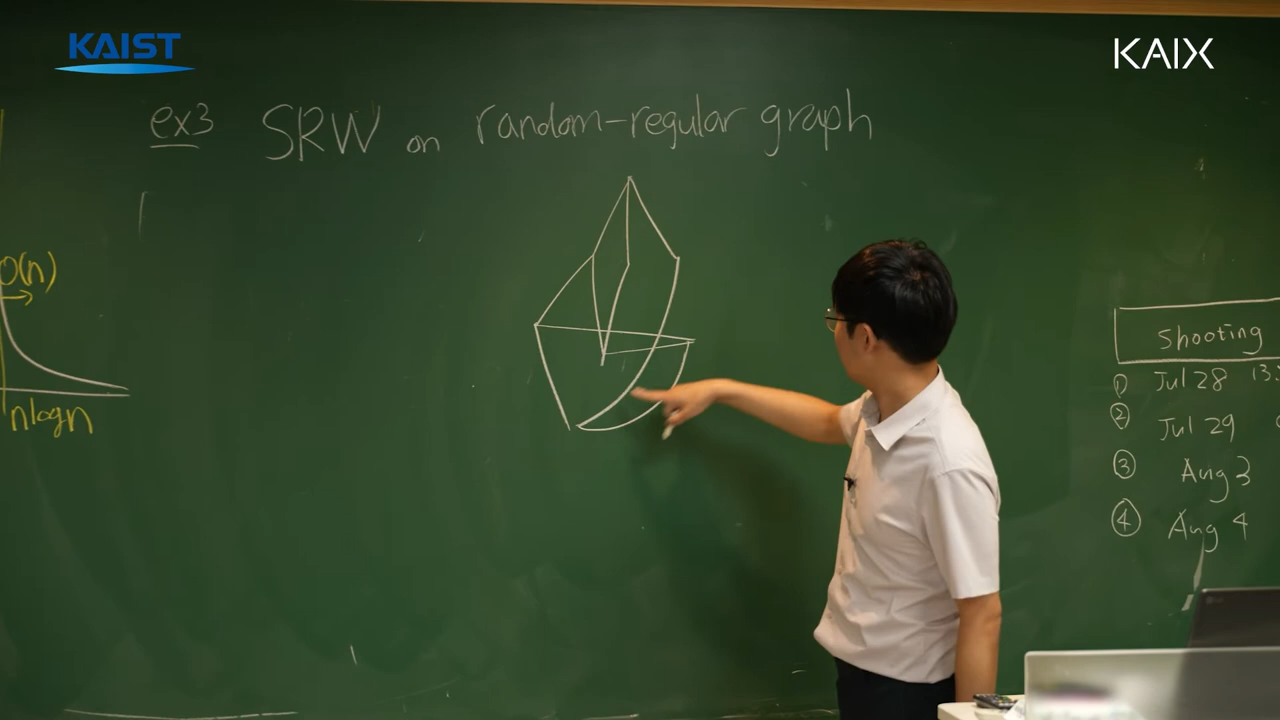 KAIST
KAIX
ex3 SRW on random-regular graph
O(n)
nlogn
Shooting
① Jul 28
② Jul 29
③ Aug 3
④ Aug 4